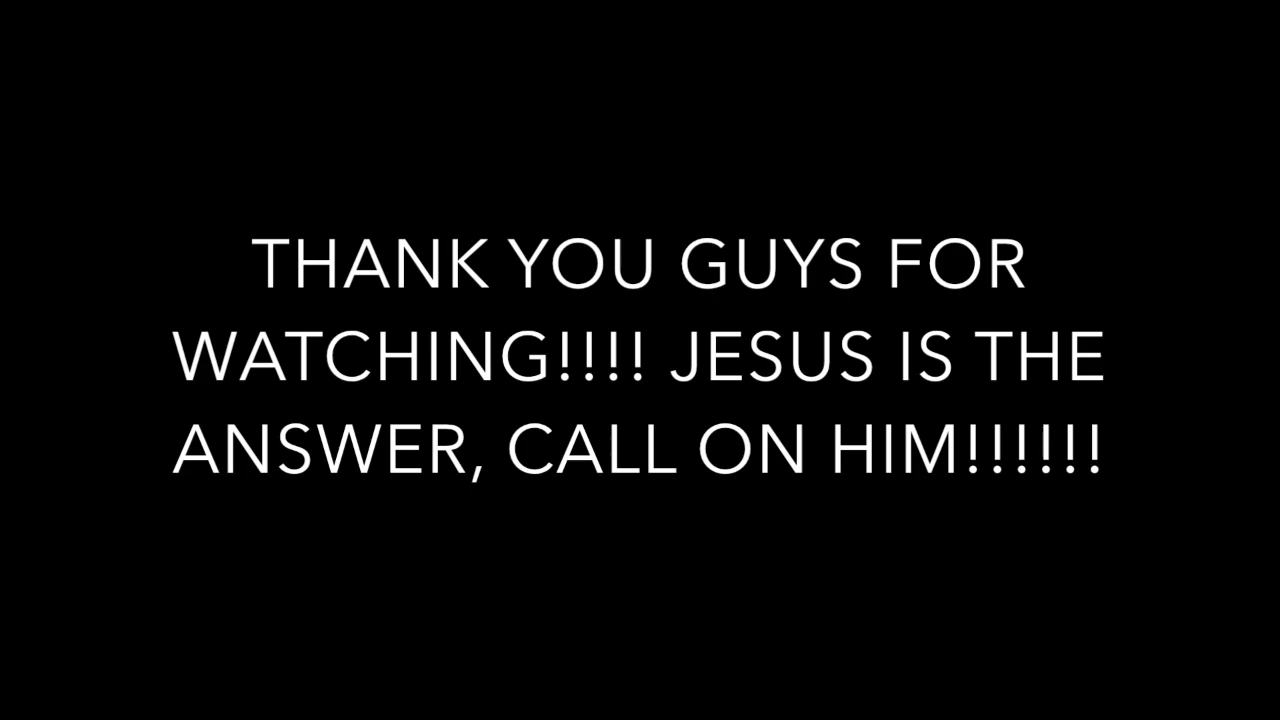 THANK YOU GUYS FOR
WATCHING!!!! JESUS IS THE
ANSWER, CALL ON HIM!!!!!!